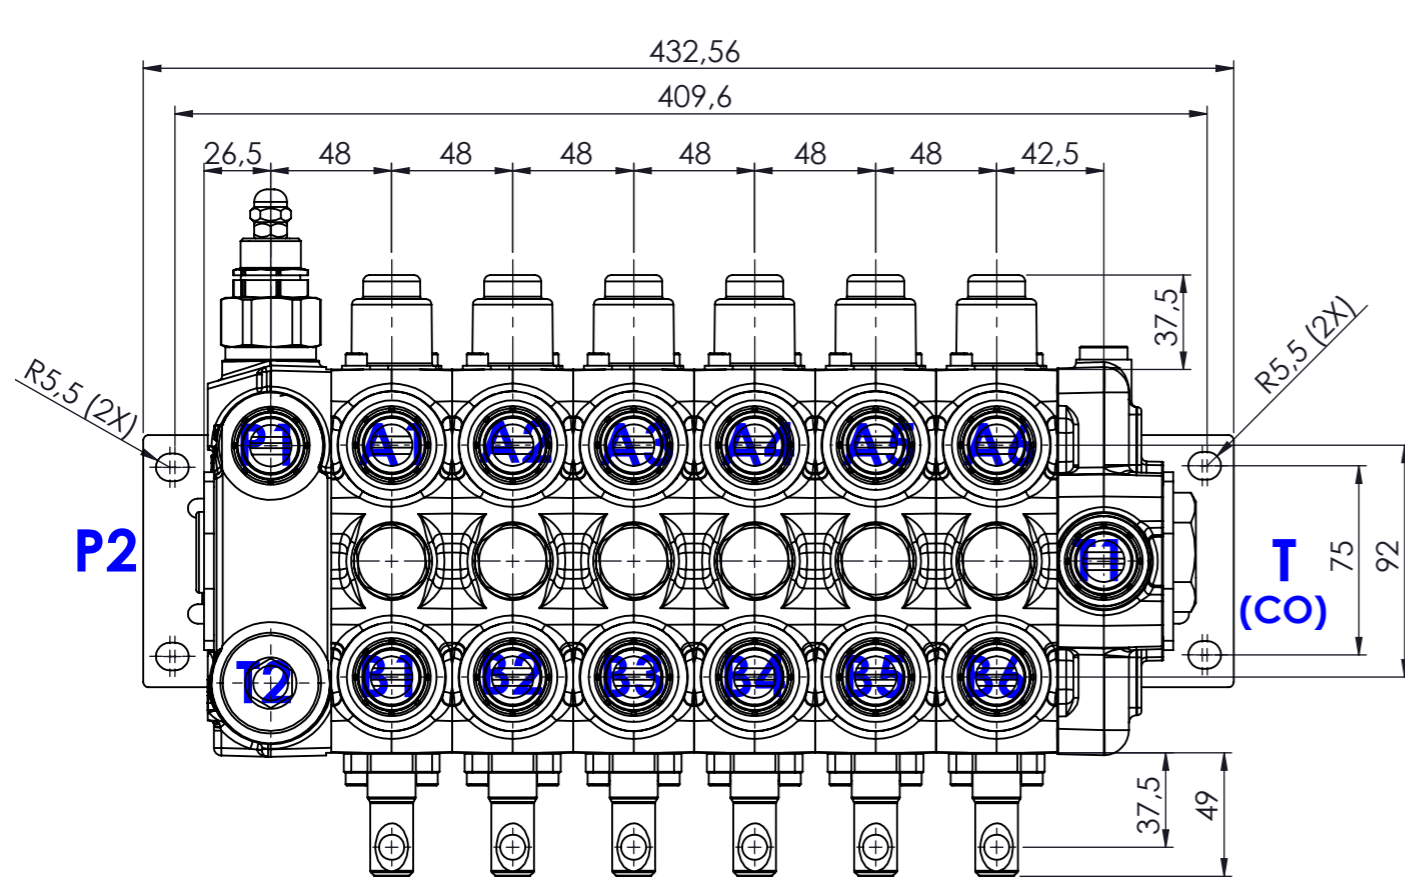 432,56
409,6
26,5 48 48 48 48 48 48 42,5
37,5
R5,5 (2X)
R5,5 (2X)
P1 A1 A2 A3 A4 A5 A6
P2
T1
T
(CO)
75
92
T2 B1 B2 B3 B4 B5 B6
37,5
49